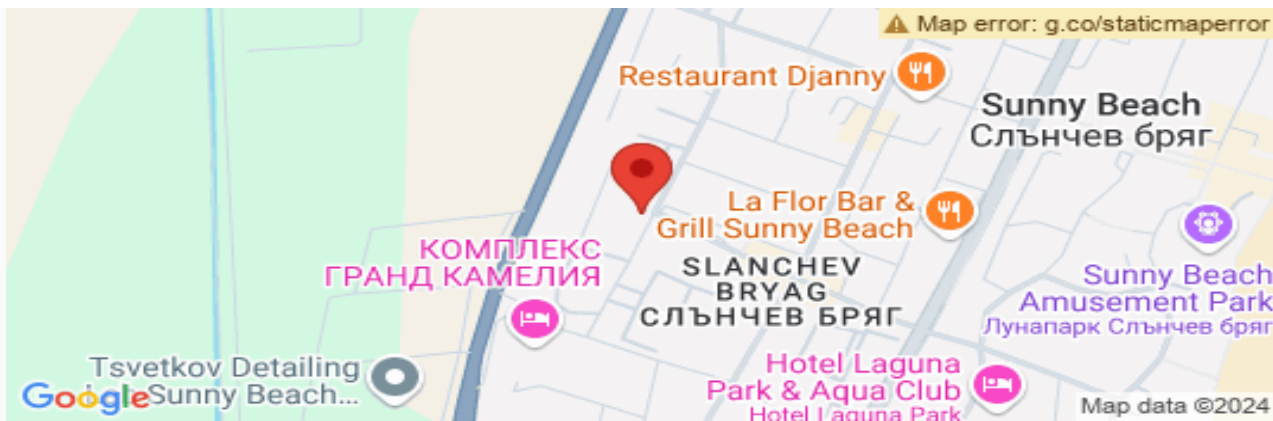 Map error: g.co/staticmaperror
Restaurant Djanny
Sunny Beach
Слънчев бряг
La Flor Bar &
Grill Sunny Beach
КОМПЛЕКС
ГРАНД КАМЕЛИЯ
SLANCHEV
BRYAG
СЛЪНЧЕВ БРЯГ
Sunny Beach
Amusement Park
Лунапарк Слънчев бряг
Tsvetkov Detailing
Sunny Beach...
Hotel Laguna
Park & Aqua Club
Hotel Laguna Park
Google
Map data ©2024